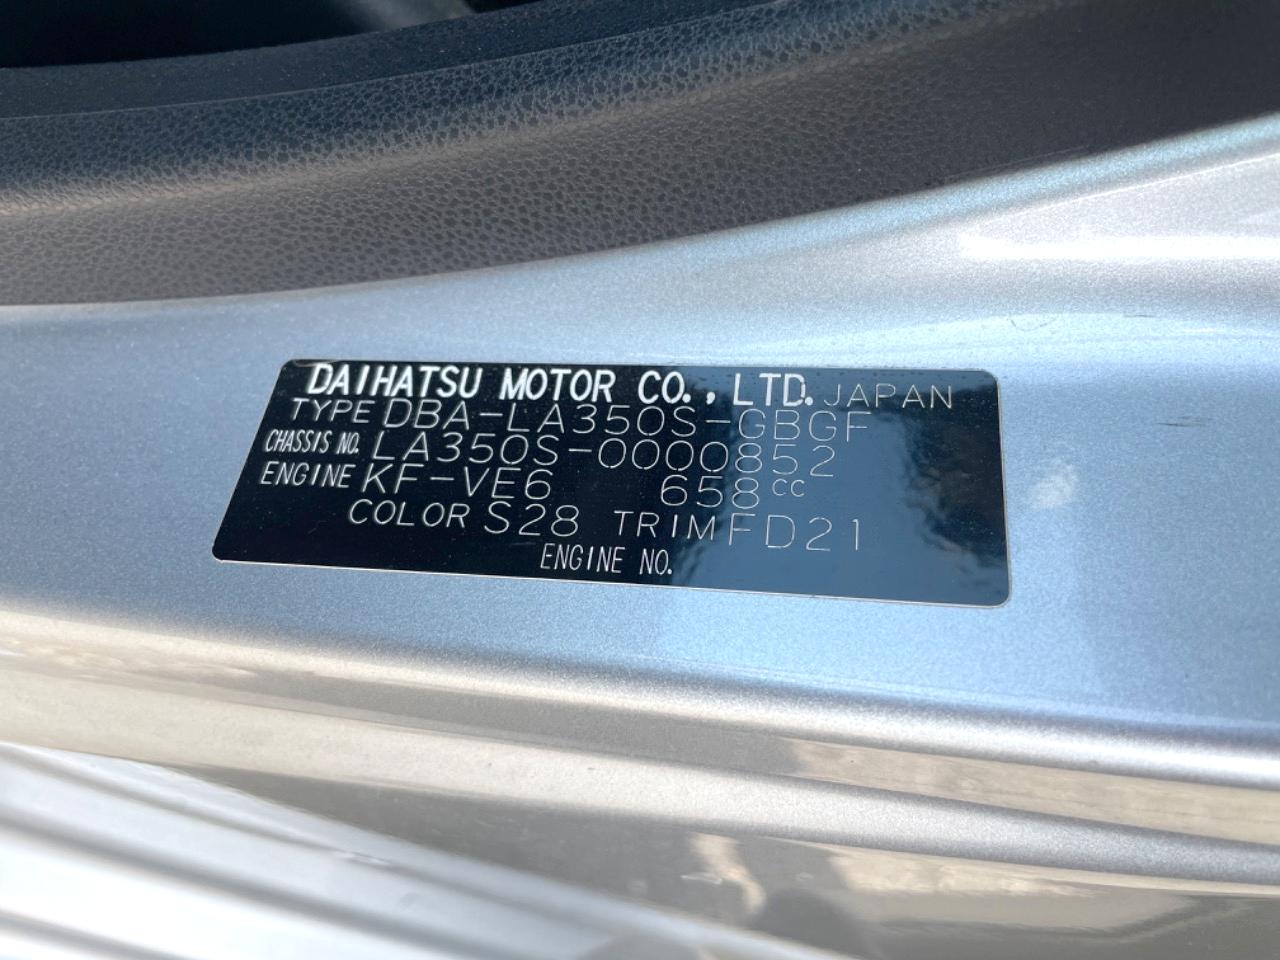 DAIHATSU MOTOR CO., LTD. JAPAN
TYPE DBA-LA350S-GBGF
CHASSIS NO. LA350S-0000852
ENGINE KF-VE6 658cc
COLOR S28 TRIM FD21
ENGINE NO.